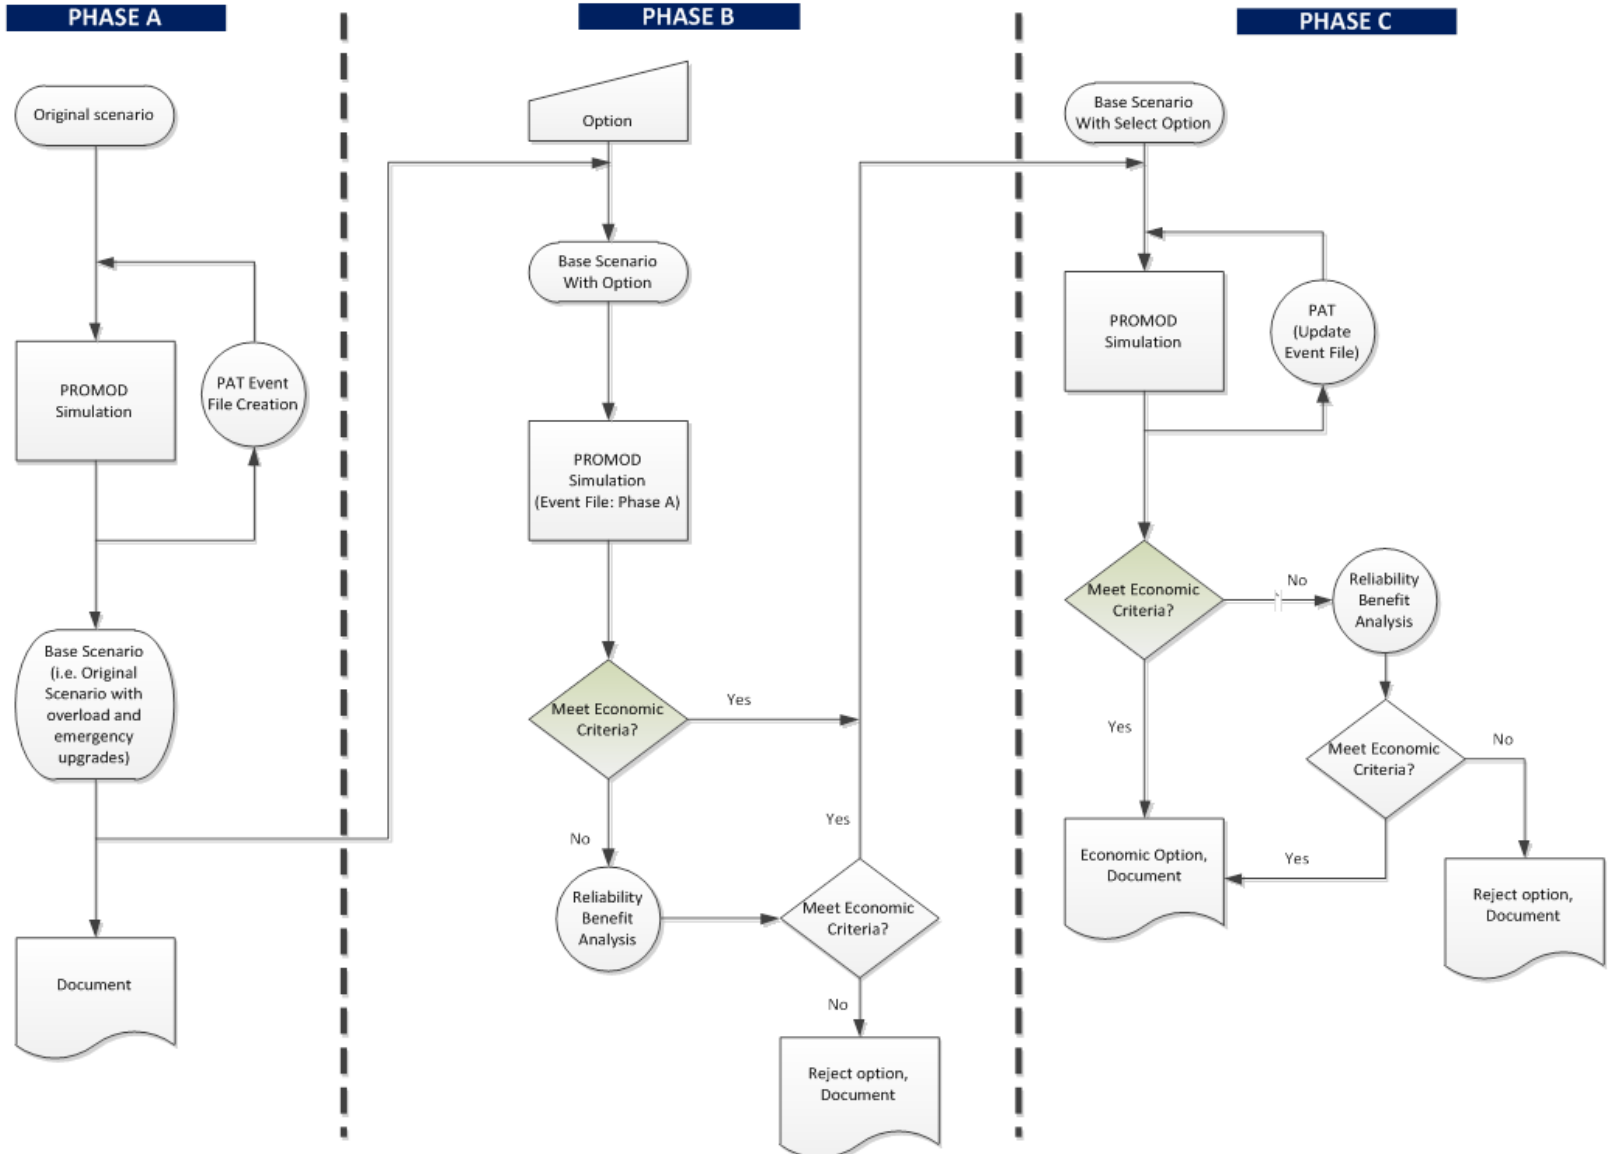 PHASE A
Original scenario
PROMOD
Simulation
PAT Event
File Creation
Base Scenario
(i.e. Original
Scenario with
overload and
emergency
upgrades)
Document
PHASE B
Option
Base Scenario
With Option
PROMOD
Simulation
(Event File: Phase A)
Meet Economic
Criteria?
Yes
No
Reliability
Benefit
Analysis
Meet Economic
Criteria?
Yes
No
Reject option,
Document
PHASE C
Base Scenario
With Select Option
PROMOD
Simulation
PAT
(Update
Event File)
Meet Economic
Criteria?
No
Reliability
Benefit
Analysis
Yes
Meet Economic
Criteria?
No
Yes
Economic Option,
Document
Reject option,
Document